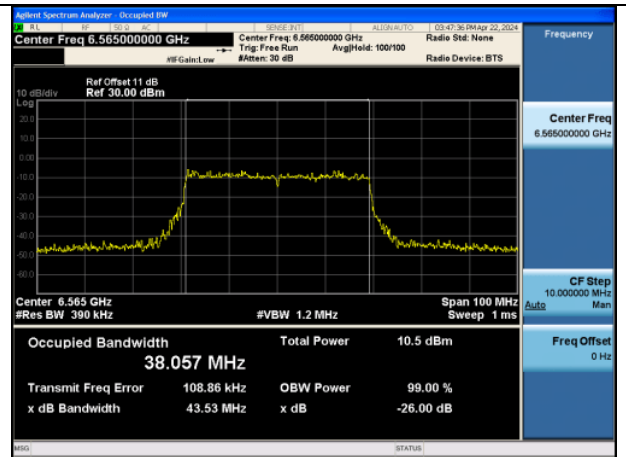 Agilent Spectrum Analyzer - Occupied BW
RL RF 50 Ω AC SENSE:INT ALIGN AUTO 03:47:36 PM Apr 22, 2024
Center Freq 6.565000000 GHz
Center Freq: 6.565000000 GHz
Radio Std: None
Trig: Free Run Avg|Hold: 100/100
#IFGain:Low #Atten: 30 dB Radio Device: BTS
Ref Offset 11 dB
10 dB/div Ref 30.00 dBm
Log
20.0
10.0
0.00
-10.0
-20.0
-30.0
-40.0
-50.0
-60.0
Center 6.565 GHz Span 100 MHz
#Res BW 390 kHz #VBW 1.2 MHz Sweep 1 ms
Occupied Bandwidth Total Power 10.5 dBm
38.057 MHz
Transmit Freq Error 108.86 kHz OBW Power 99.00 %
x dB Bandwidth 43.53 MHz x dB -26.00 dB
MSG STATUS
Frequency
Center Freq
6.565000000 GHz
CF Step
10.000000 MHz
Auto Man
Freq Offset
0 Hz